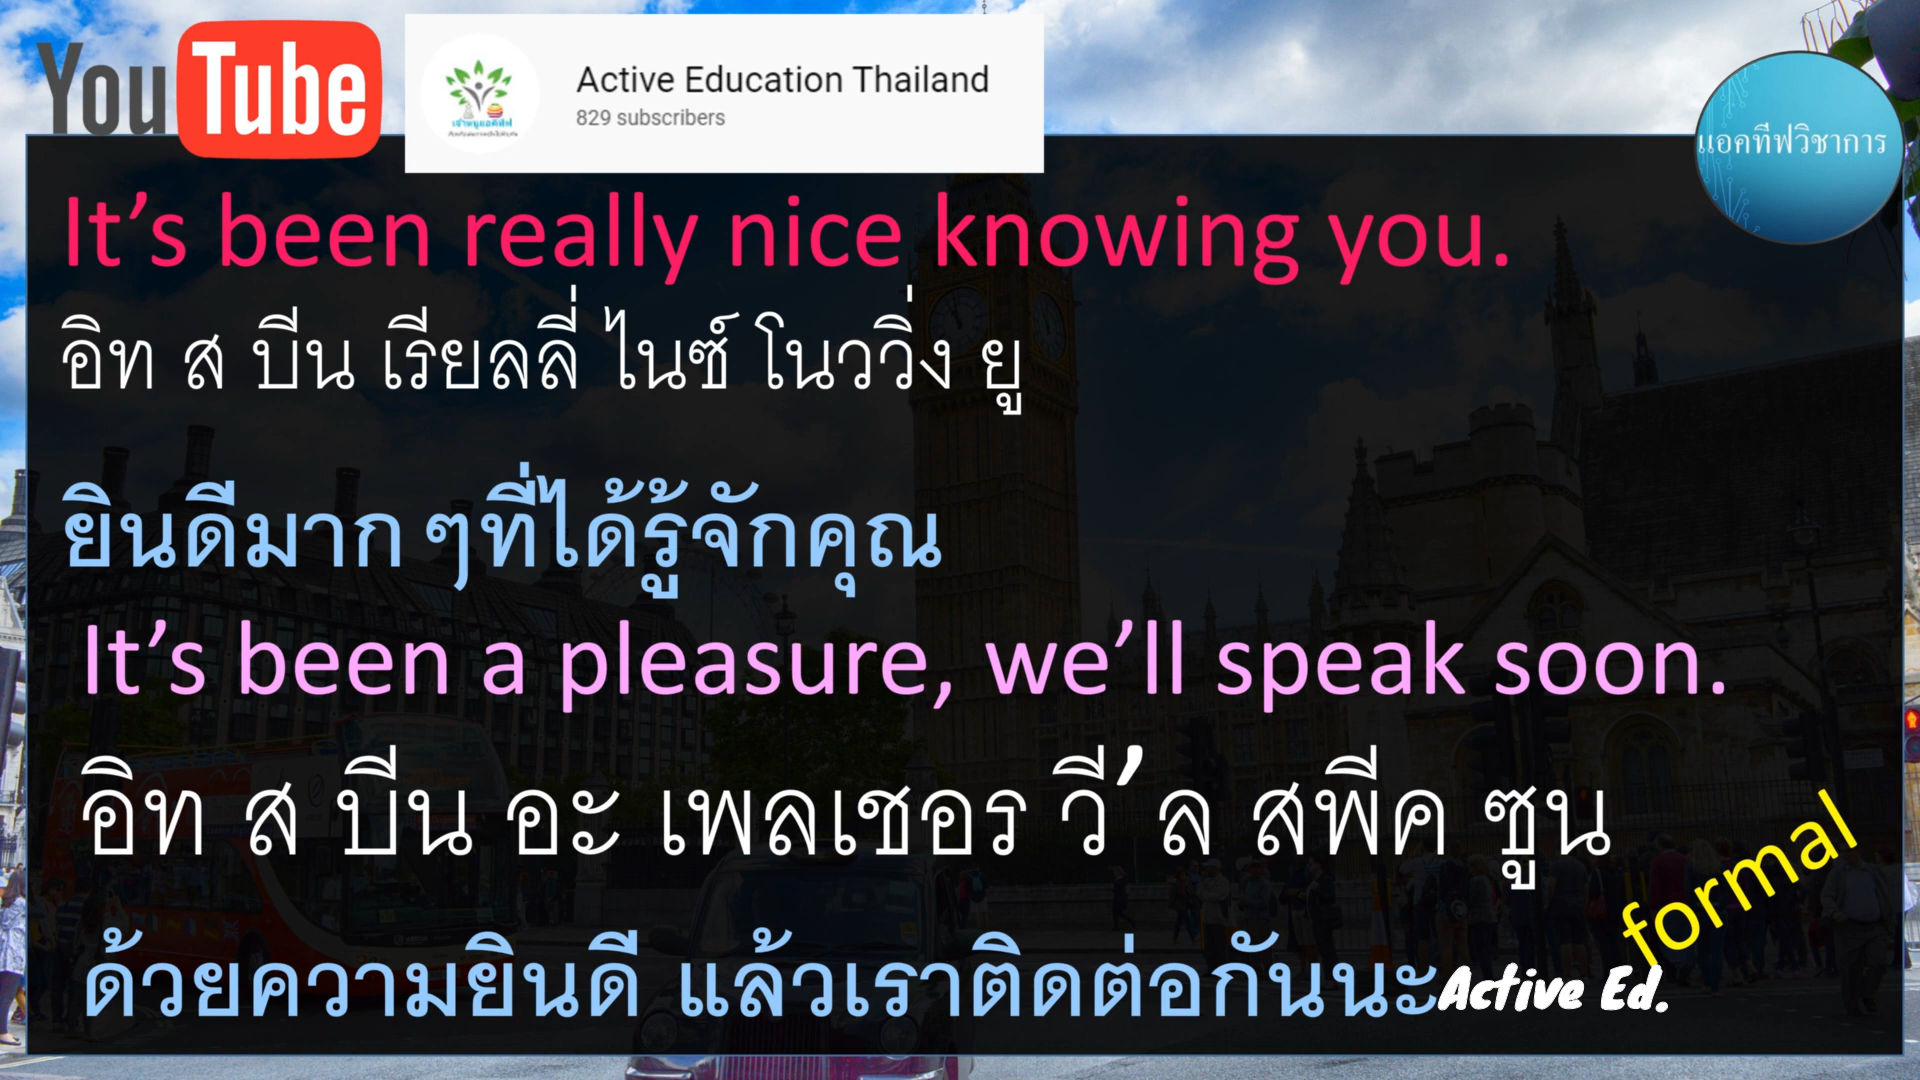 YouTube
Active Education Thailand
829 subscribers
แอคทีฟวิชาการ
It's been really nice knowing you.
อิท ส บีน เรียลลี่ ไนซ์ โนววิ่ง ยู
ยินดีมาก ๆที่ได้รู้จักคุณ
It's been a pleasure, we'll speak soon.
อิท ส บีน อะ เพลเชอร วี'ล สพีค ซูน
formal
ด้วยความยินดี แล้วเราติดต่อกันนะ
Active Ed.